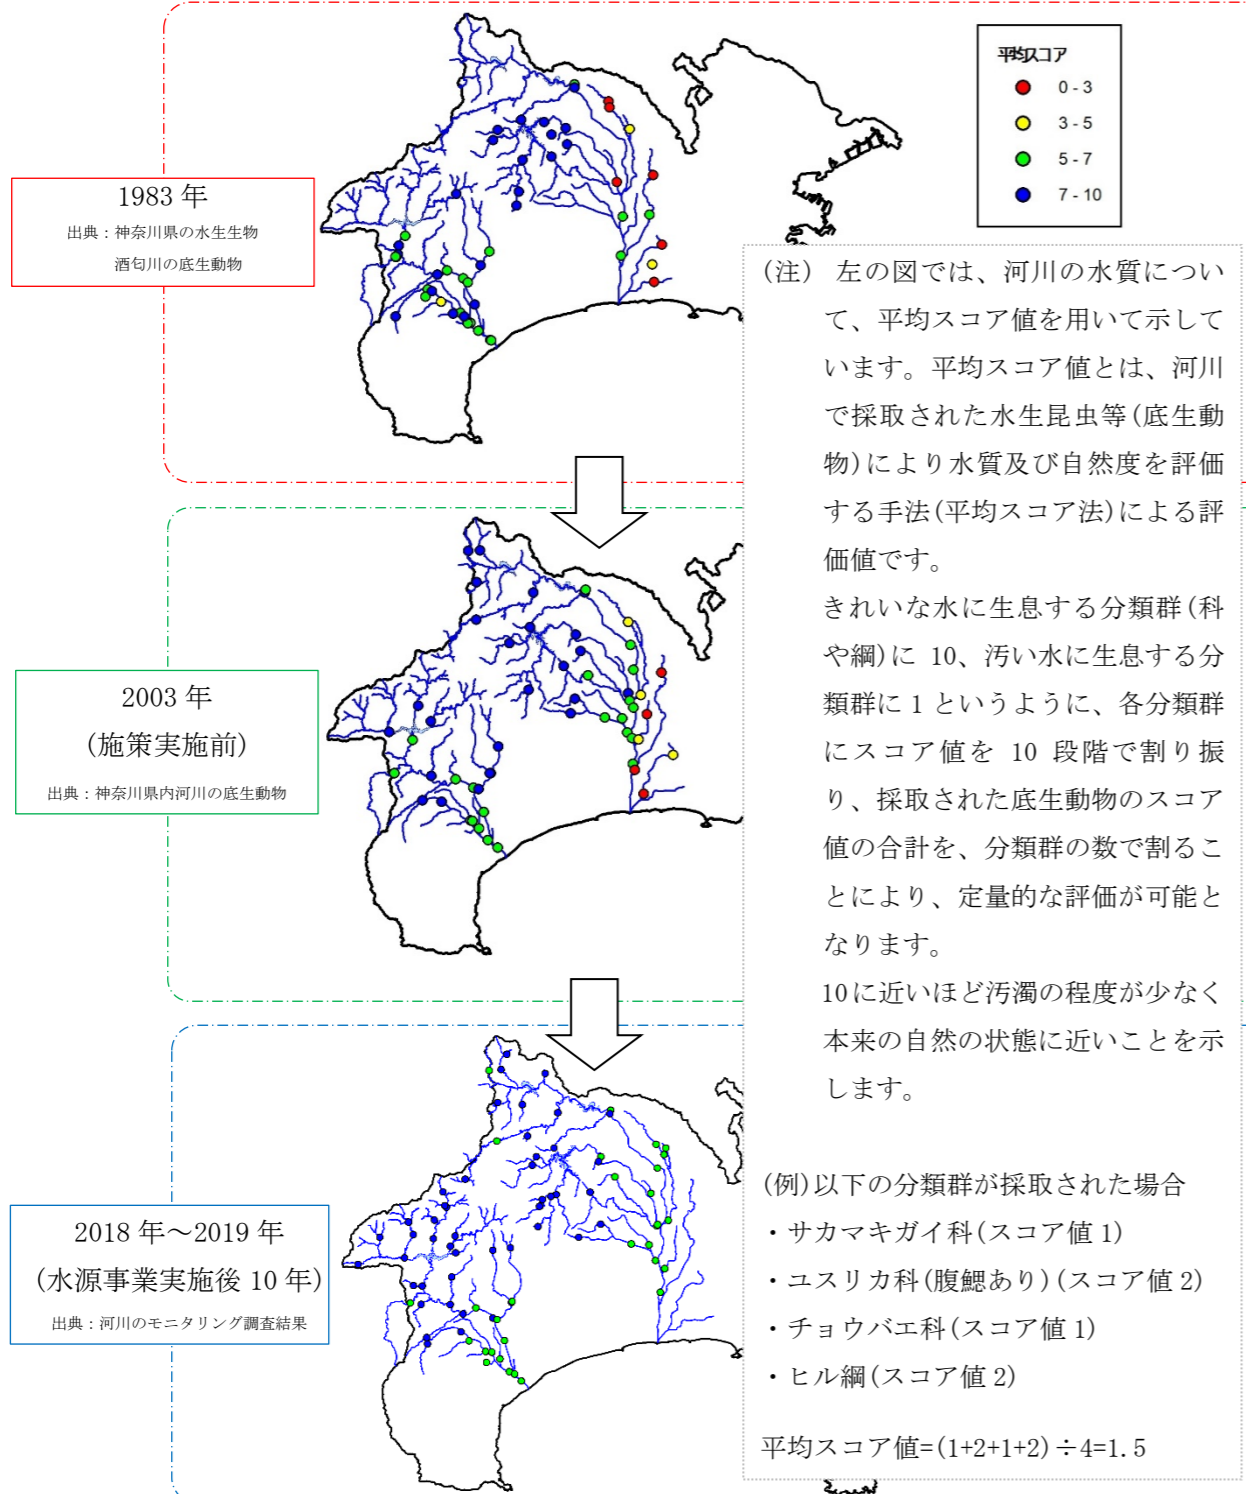 平均スコア
0 - 3
3 - 5
5 - 7
7 - 10
1983 年
出典：神奈川県の水生生物
酒匂川の底生動物
2003 年
(施策実施前)
出典：神奈川県内河川の底生動物
2018 年～2019 年
(水源事業実施後 10 年)
出典：河川のモニタリング調査結果
(注) 左の図では、河川の水質につい
て、平均スコア値を用いて示して
います。平均スコア値とは、河川
で採取された水生昆虫等(底生動
物)により水質及び自然度を評価
する手法(平均スコア法)による評
価値です。
きれいな水に生息する分類群(科
や綱)に 10、汚い水に生息する分
類群に 1 というように、各分類群
にスコア値を 10 段階で割り振
り、採取された底生動物のスコア
値の合計を、分類群の数で割るこ
とにより、定量的な評価が可能と
なります。
10に近いほど汚濁の程度が少なく
本来の自然の状態に近いことを示
します。
(例)以下の分類群が採取された場合
・サカマキガイ科(スコア値 1)
・ユスリカ科(腹鰓あり)(スコア値 2)
・チョウバエ科(スコア値 1)
・ヒル綱(スコア値 2)
平均スコア値=(1+2+1+2)÷4=1.5